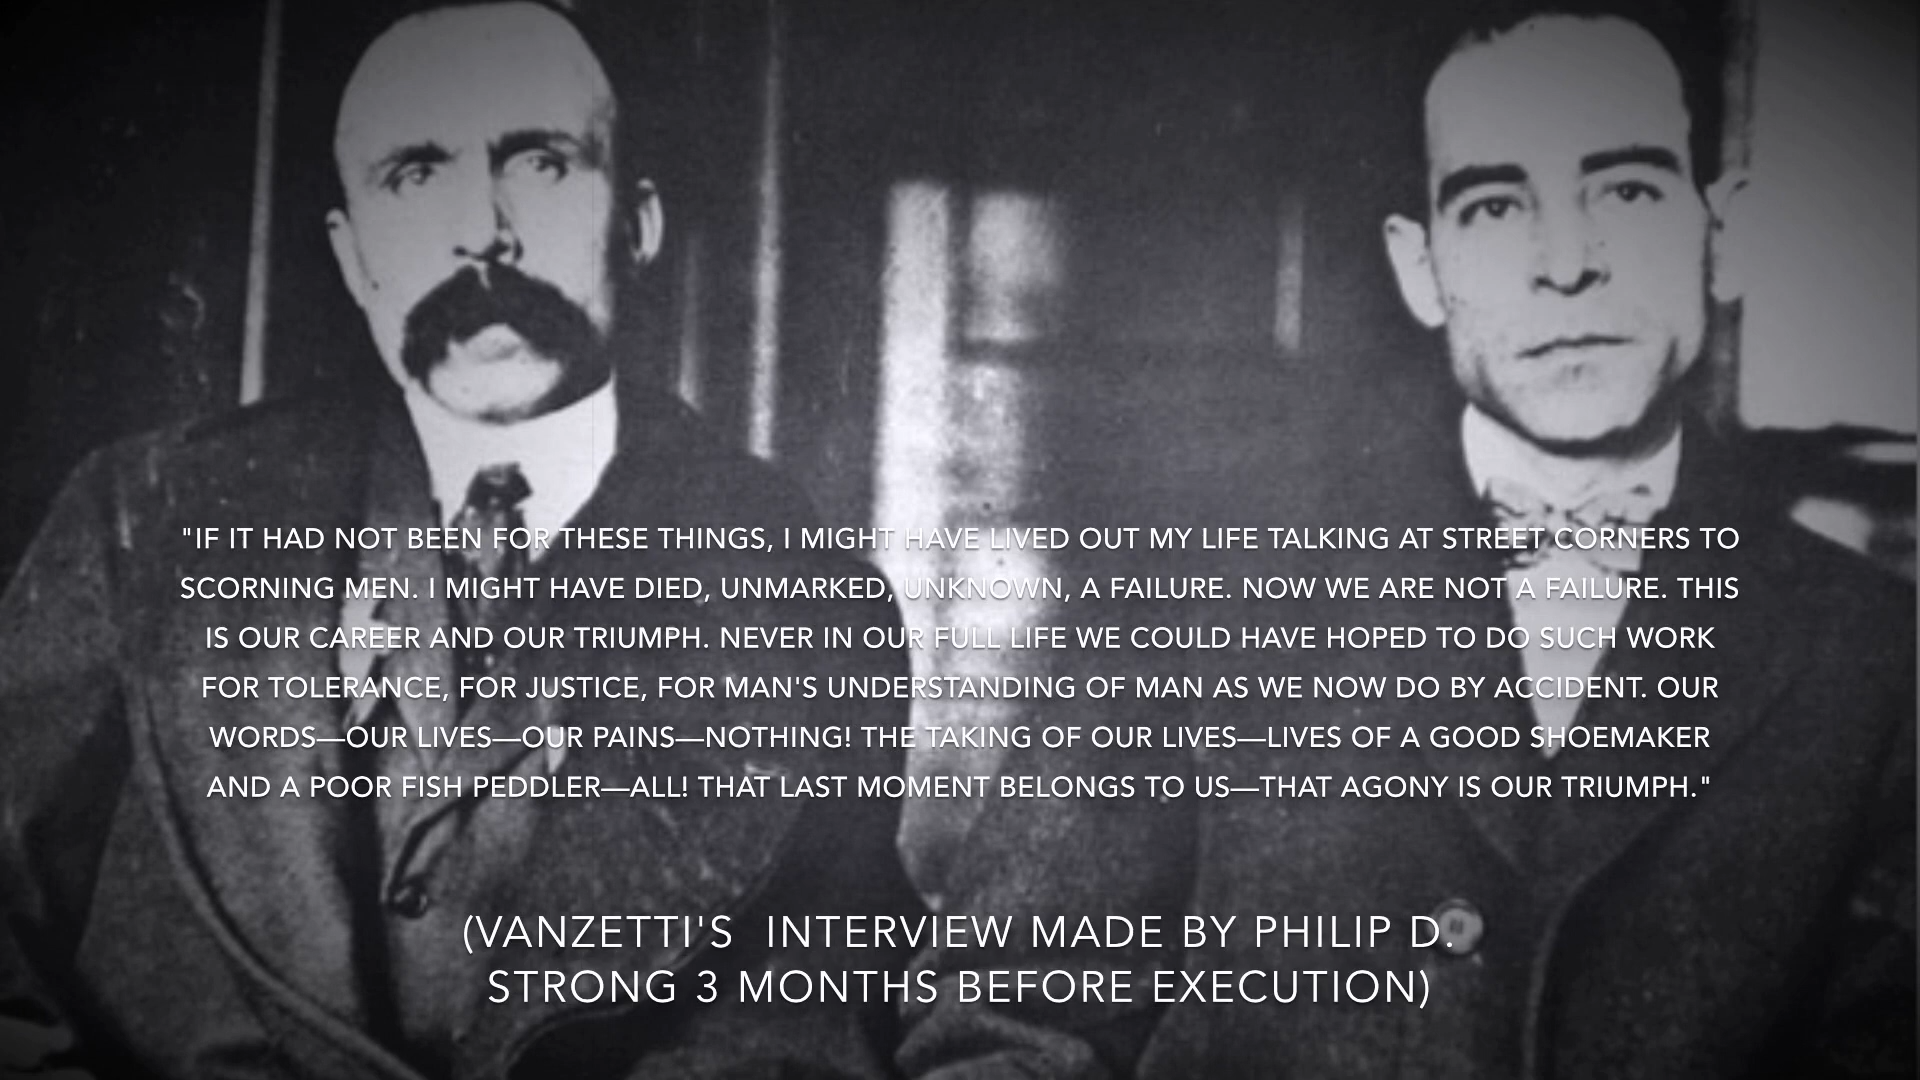 "IF IT HAD NOT BEEN FOR THESE THINGS, I MIGHT HAVE LIVED OUT MY LIFE TALKING AT STREET CORNERS TO
SCORNING MEN. I MIGHT HAVE DIED, UNMARKED, UNKNOWN, A FAILURE. NOW WE ARE NOT A FAILURE. THIS
IS OUR CAREER AND OUR TRIUMPH. NEVER IN OUR FULL LIFE WE COULD HAVE HOPED TO DO SUCH WORK
FOR TOLERANCE, FOR JUSTICE, FOR MAN'S UNDERSTANDING OF MAN AS WE NOW DO BY ACCIDENT. OUR
WORDS—OUR LIVES—OUR PAINS—NOTHING! THE TAKING OF OUR LIVES—LIVES OF A GOOD SHOEMAKER
AND A POOR FISH PEDDLER—ALL! THAT LAST MOMENT BELONGS TO US—THAT AGONY IS OUR TRIUMPH."
(VANZETTI'S  INTERVIEW MADE BY PHILIP D.
STRONG 3 MONTHS BEFORE EXECUTION)